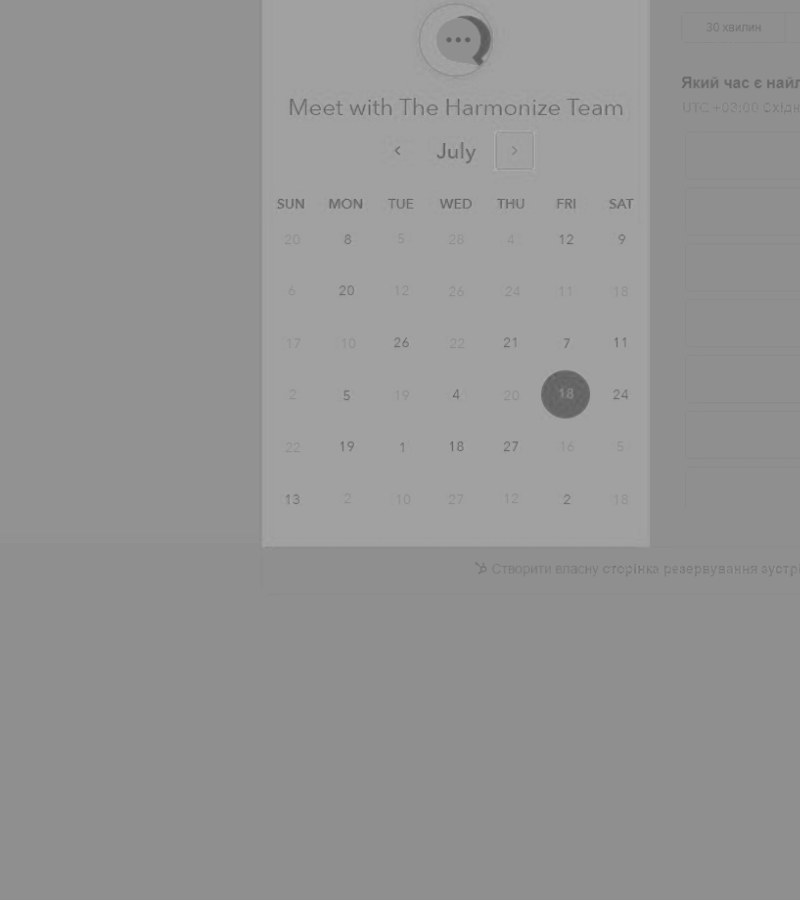 30 хвилин
Який час є най
UTC +03:00 Східн
Meet with The Harmonize Team
July
SUN MON TUE WED THU FRI SAT
20 8 5 28 4 12 9
6 20 12 26 24 11 18
17 10 26 22 21 7 11
2 5 19 4 20 18 24
22 19 1 18 27 16 5
13 2 10 27 12 2 18
Створити власну сторінка резервування зустрі